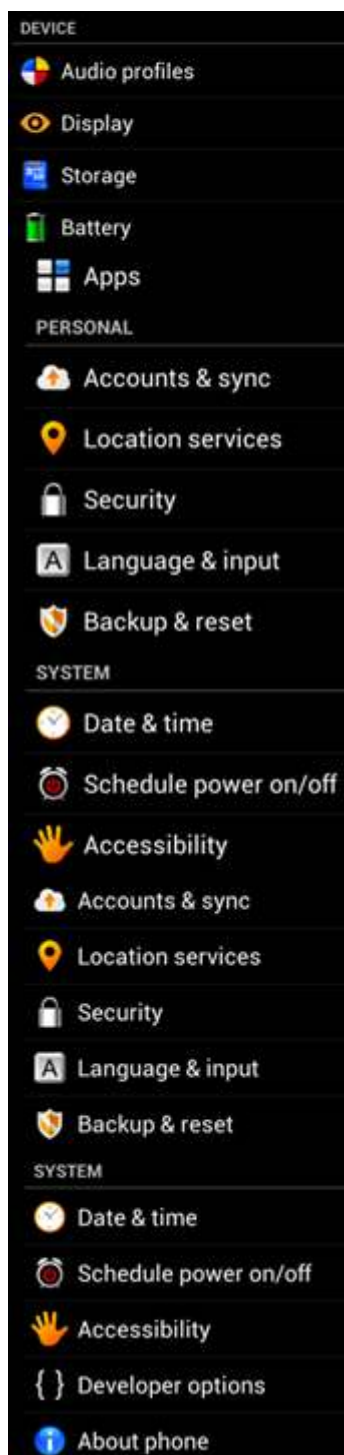 DEVICE
Audio profiles
Display
Storage
Battery
Apps
PERSONAL
Accounts & sync
Location services
Security
A Language & input
Backup & reset
SYSTEM
Date & time
Schedule power on/off
Accessibility
Accounts & sync
Location services
Security
A Language & input
Backup & reset
SYSTEM
Date & time
Schedule power on/off
Accessibility
{ } Developer options
i About phone